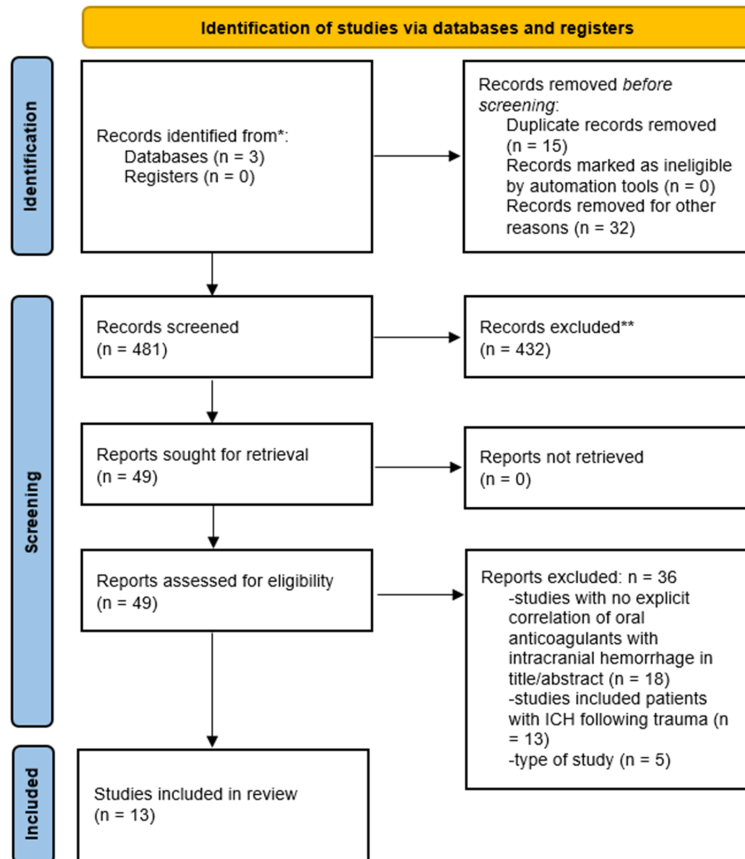 Identification of studies via databases and registers
Identification
Records identified from*:
Databases (n = 3)
Registers (n = 0)
Records removed before
screening:
Duplicate records removed
(n = 15)
Records marked as ineligible
by automation tools (n = 0)
Records removed for other
reasons (n = 32)
Screening
Records screened
(n = 481)
Records excluded**
(n = 432)
Reports sought for retrieval
(n = 49)
Reports not retrieved
(n = 0)
Reports assessed for eligibility
(n = 49)
Reports excluded: n = 36
-studies with no explicit
correlation of oral
anticoagulants with
intracranial hemorrhage in
title/abstract (n = 18)
-studies included patients
with ICH following trauma (n
= 13)
-type of study (n = 5)
Included
Studies included in review
(n = 13)